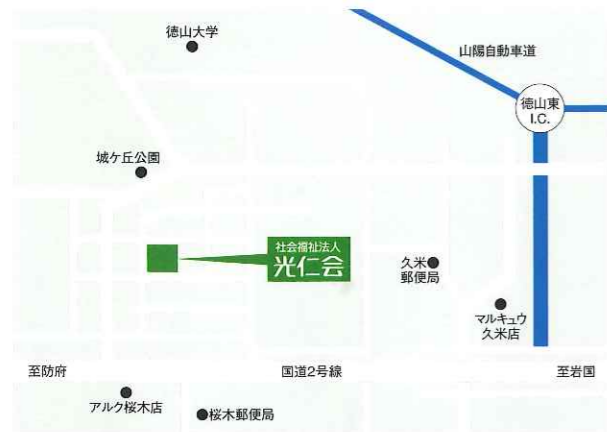 徳山大学
山陽自動車道
徳山東
I.C.
城ケ丘公園
社会福祉法人
光仁会
久米
郵便局
マルキュウ
久米店
至防府
国道2号線
至岩国
アルク桜木店
桜木郵便局